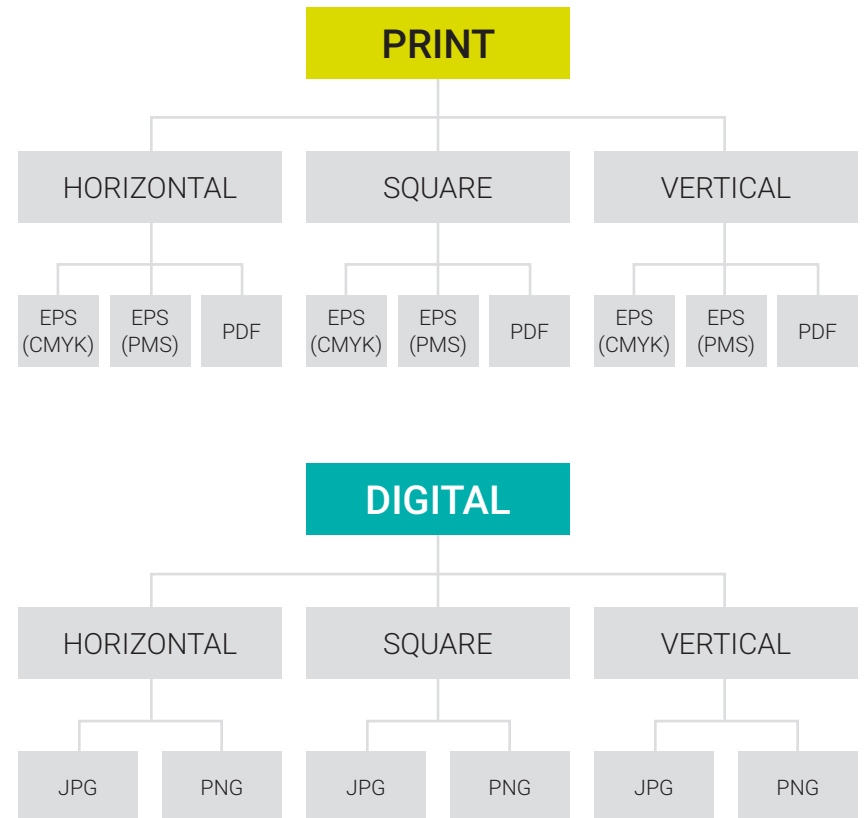 PRINT
HORIZONTAL
SQUARE
VERTICAL
EPS
(CMYK)
EPS
(PMS)
PDF
EPS
(CMYK)
EPS
(PMS)
PDF
EPS
(CMYK)
EPS
(PMS)
PDF
DIGITAL
HORIZONTAL
SQUARE
VERTICAL
JPG
PNG
JPG
PNG
JPG
PNG